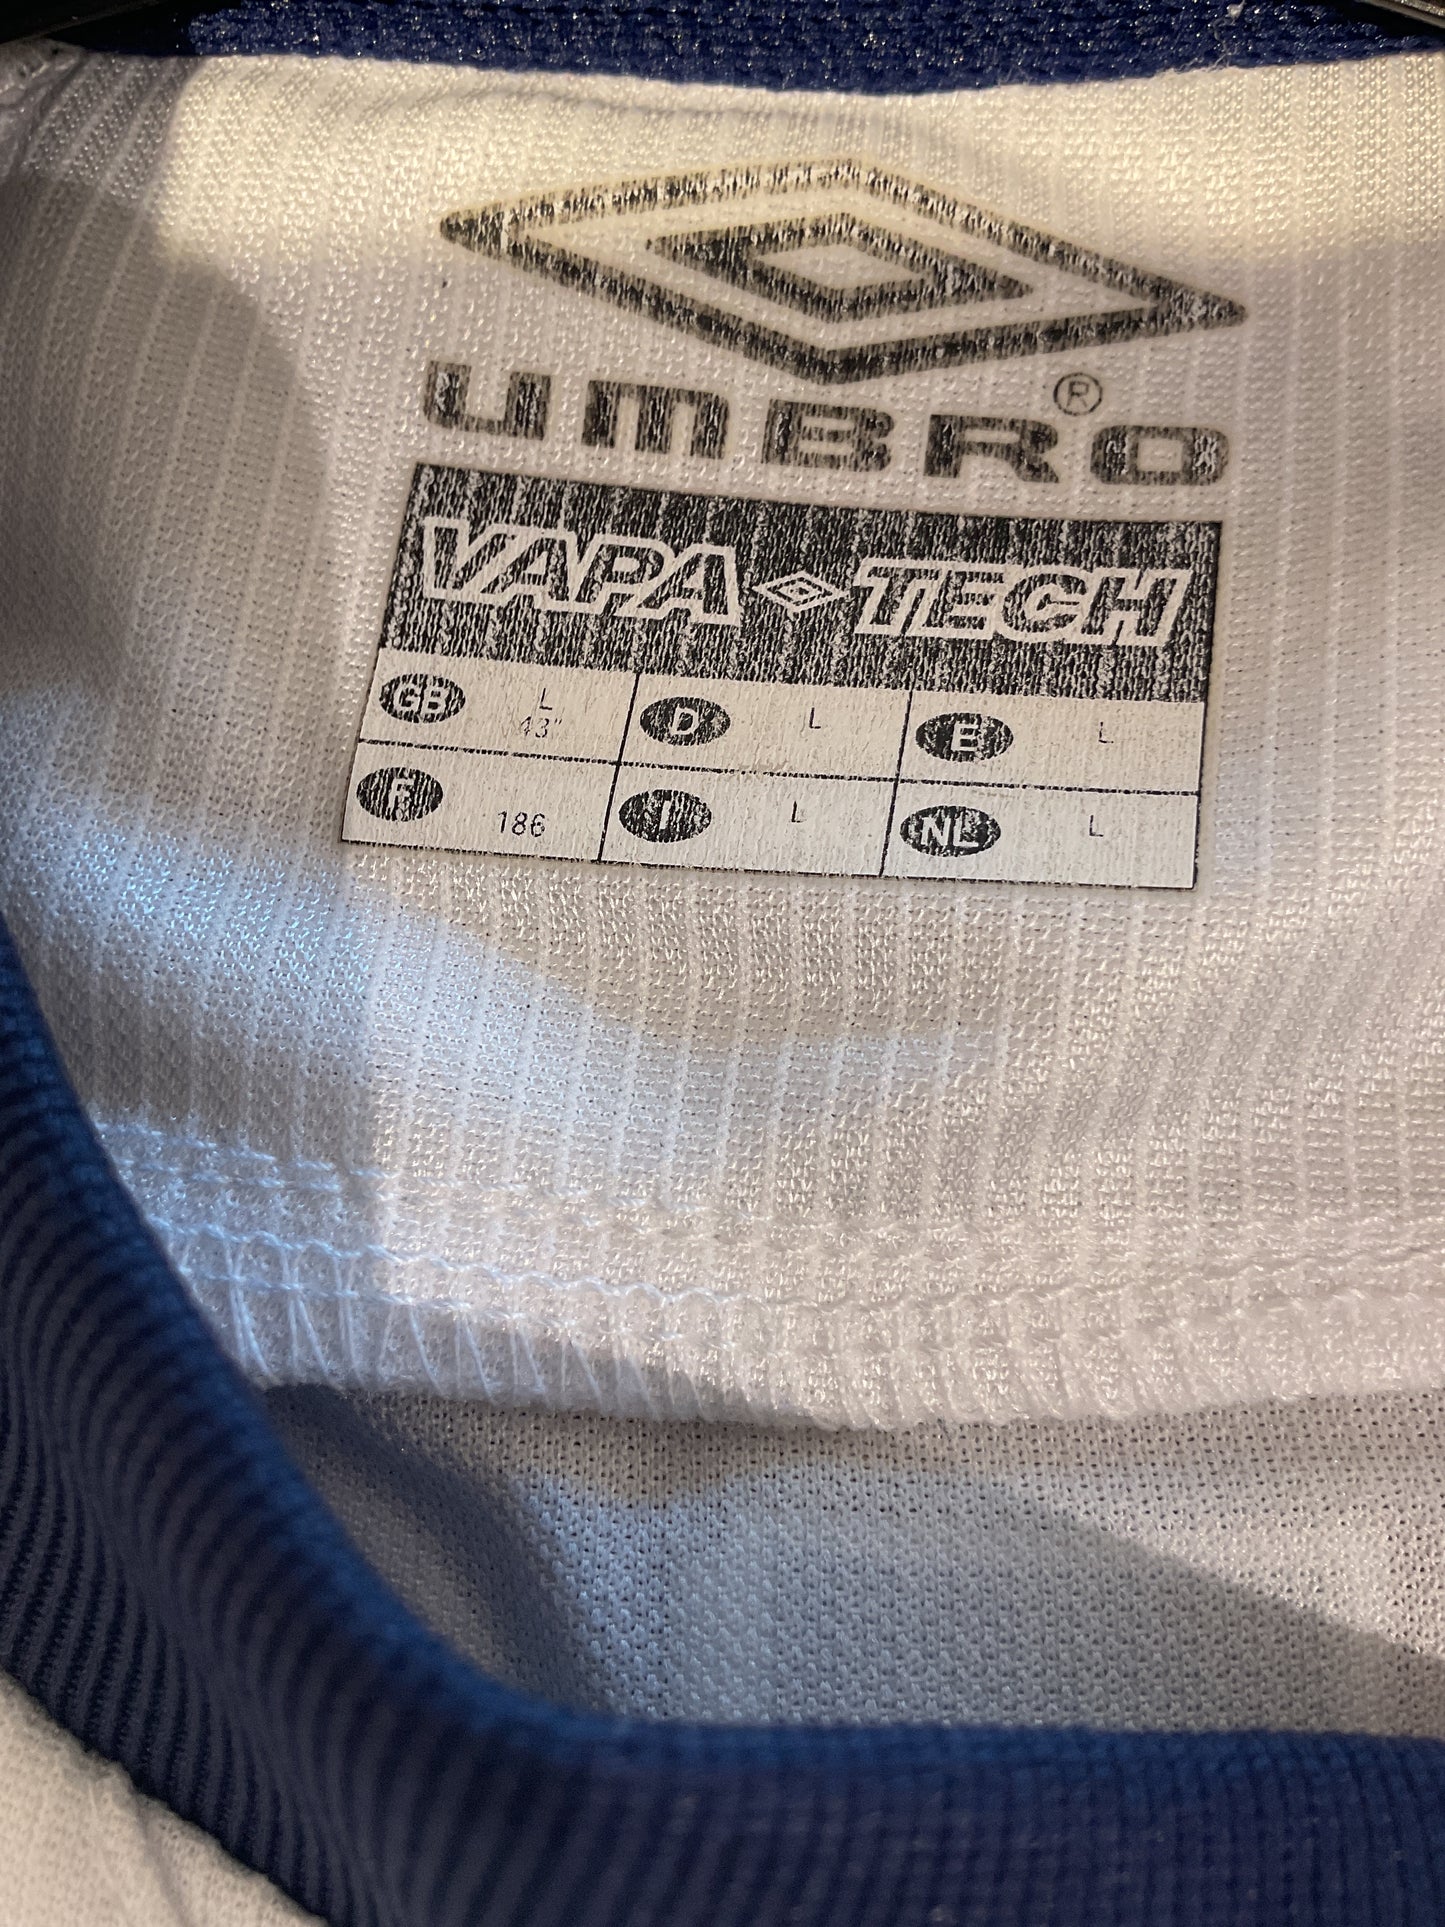 UMBRO®
VAPA TECH
GB L D L E L
43"
F 186 I L NL L